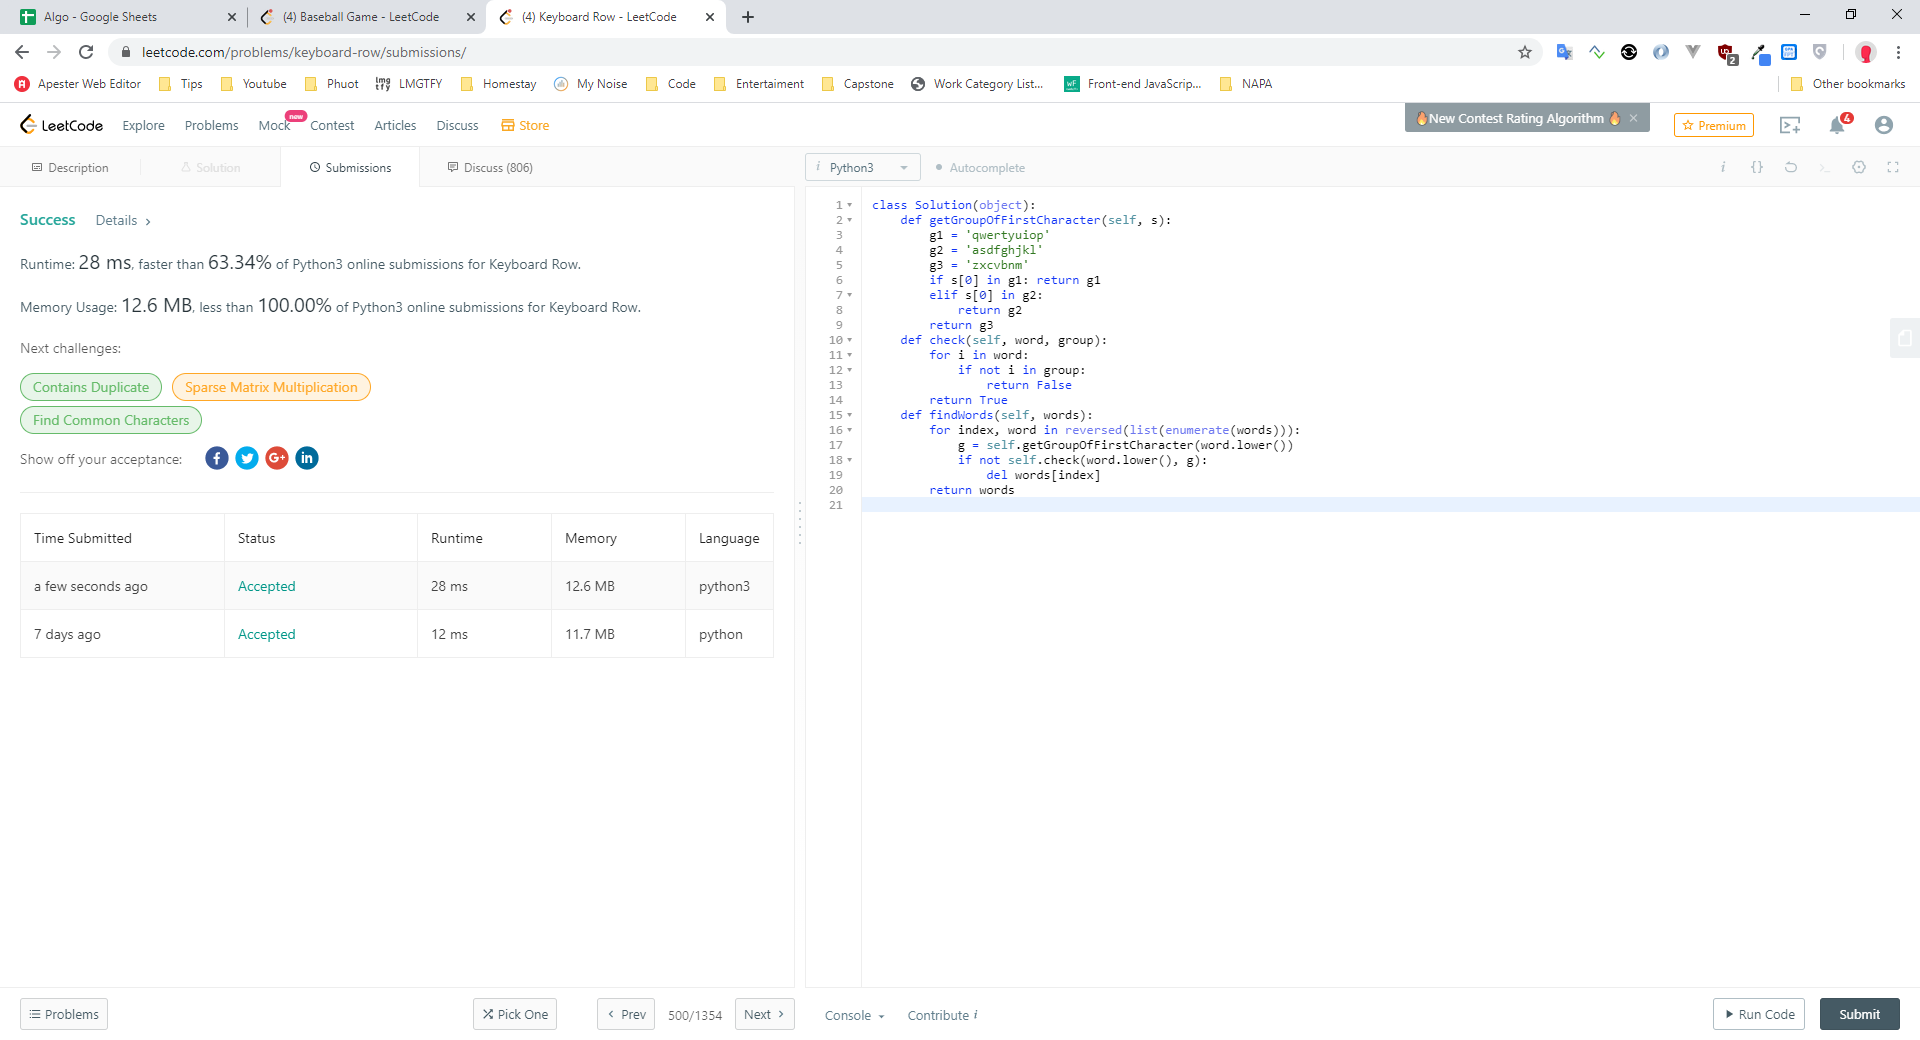 Algo - Google Sheets
(4) Baseball Game - LeetCode
(4) Keyboard Row - LeetCode
leetcode.com/problems/keyboard-row/submissions/
2
Apester Web Editor
Tips
Youtube
Phuot
LMGTFY
Homestay
My Noise
Code
Entertaiment
Capstone
Work Category List...
Front-end JavaScrip...
NAPA
Other bookmarks
LeetCode
Explore
Problems
Mock
new
Contest
Articles
Discuss
Store
New Contest Rating Algorithm
Premium
4
Description
Solution
Submissions
Discuss (806)
i Python3
Autocomplete
i
{}
Success
Details
Runtime: 28 ms, faster than 63.34% of Python3 online submissions for Keyboard Row.
Memory Usage: 12.6 MB, less than 100.00% of Python3 online submissions for Keyboard Row.
Next challenges:
Contains Duplicate
Sparse Matrix Multiplication
Find Common Characters
Show off your acceptance:
Time Submitted Status Runtime Memory Language
a few seconds ago Accepted 28 ms 12.6 MB python3
7 days ago Accepted 12 ms 11.7 MB python
1 class Solution(object):
2 def getGroupOfFirstCharacter(self, s):
3 g1 = 'qwertyuiop'
4 g2 = 'asdfghjkl'
5 g3 = 'zxcvbnm'
6 if s[0] in g1: return g1
7 elif s[0] in g2:
8 return g2
9 return g3
10 def check(self, word, group):
11 for i in word:
12 if not i in group:
13 return False
14 return True
15 def findWords(self, words):
16 for index, word in reversed(list(enumerate(words))):
17 g = self.getGroupOfFirstCharacter(word.lower())
18 if not self.check(word.lower(), g):
19 del words[index]
20 return words
21
Problems
Pick One
Prev
500/1354
Next
Console
Contribute i
Run Code
Submit